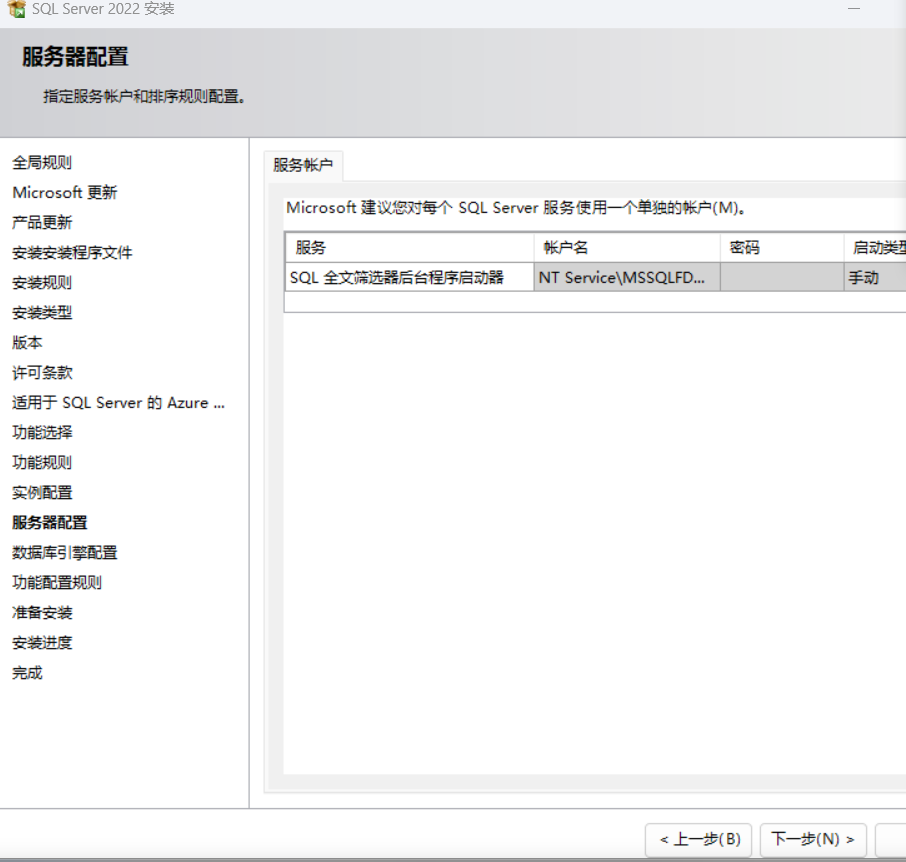 SQL Server 2022 安装
服务器配置
指定服务帐户和排序规则配置。
全局规则
Microsoft 更新
产品更新
安装安装程序文件
安装规则
安装类型
版本
许可条款
适用于 SQL Server 的 Azure ...
功能选择
功能规则
实例配置
服务器配置
数据库引擎配置
功能配置规则
准备安装
安装进度
完成
服务帐户
Microsoft 建议您对每个 SQL Server 服务使用一个单独的帐户(M)。
服务 帐户名 密码 启动类型
SQL 全文筛选器后台程序启动器 NT Service\MSSQLFD... 手动
< 上一步(B) 下一步(N) >